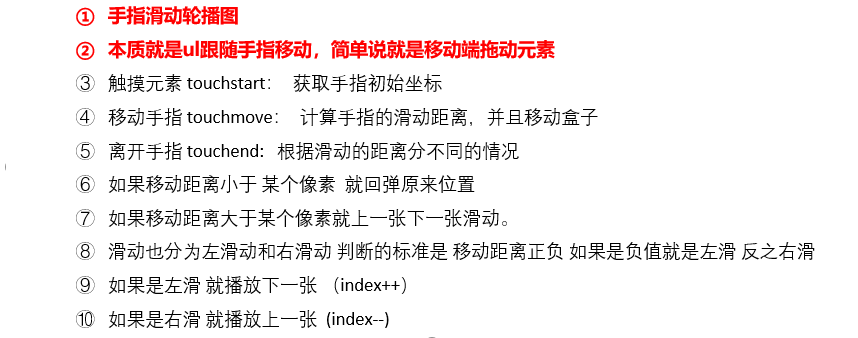 ① 手指滑动轮播图
② 本质就是ul跟随手指移动，简单说就是移动端拖动元素
③ 触摸元素 touchstart： 获取手指初始坐标
④ 移动手指 touchmove： 计算手指的滑动距离，并且移动盒子
⑤ 离开手指 touchend: 根据滑动的距离分不同的情况
⑥ 如果移动距离小于 某个像素 就回弹原来位置
⑦ 如果移动距离大于某个像素就上一张下一张滑动。
⑧ 滑动也分为左滑动和右滑动 判断的标准是 移动距离正负 如果是负值就是左滑 反之右滑
⑨ 如果是左滑 就播放下一张 （index++）
⑩ 如果是右滑 就播放上一张 (index--)